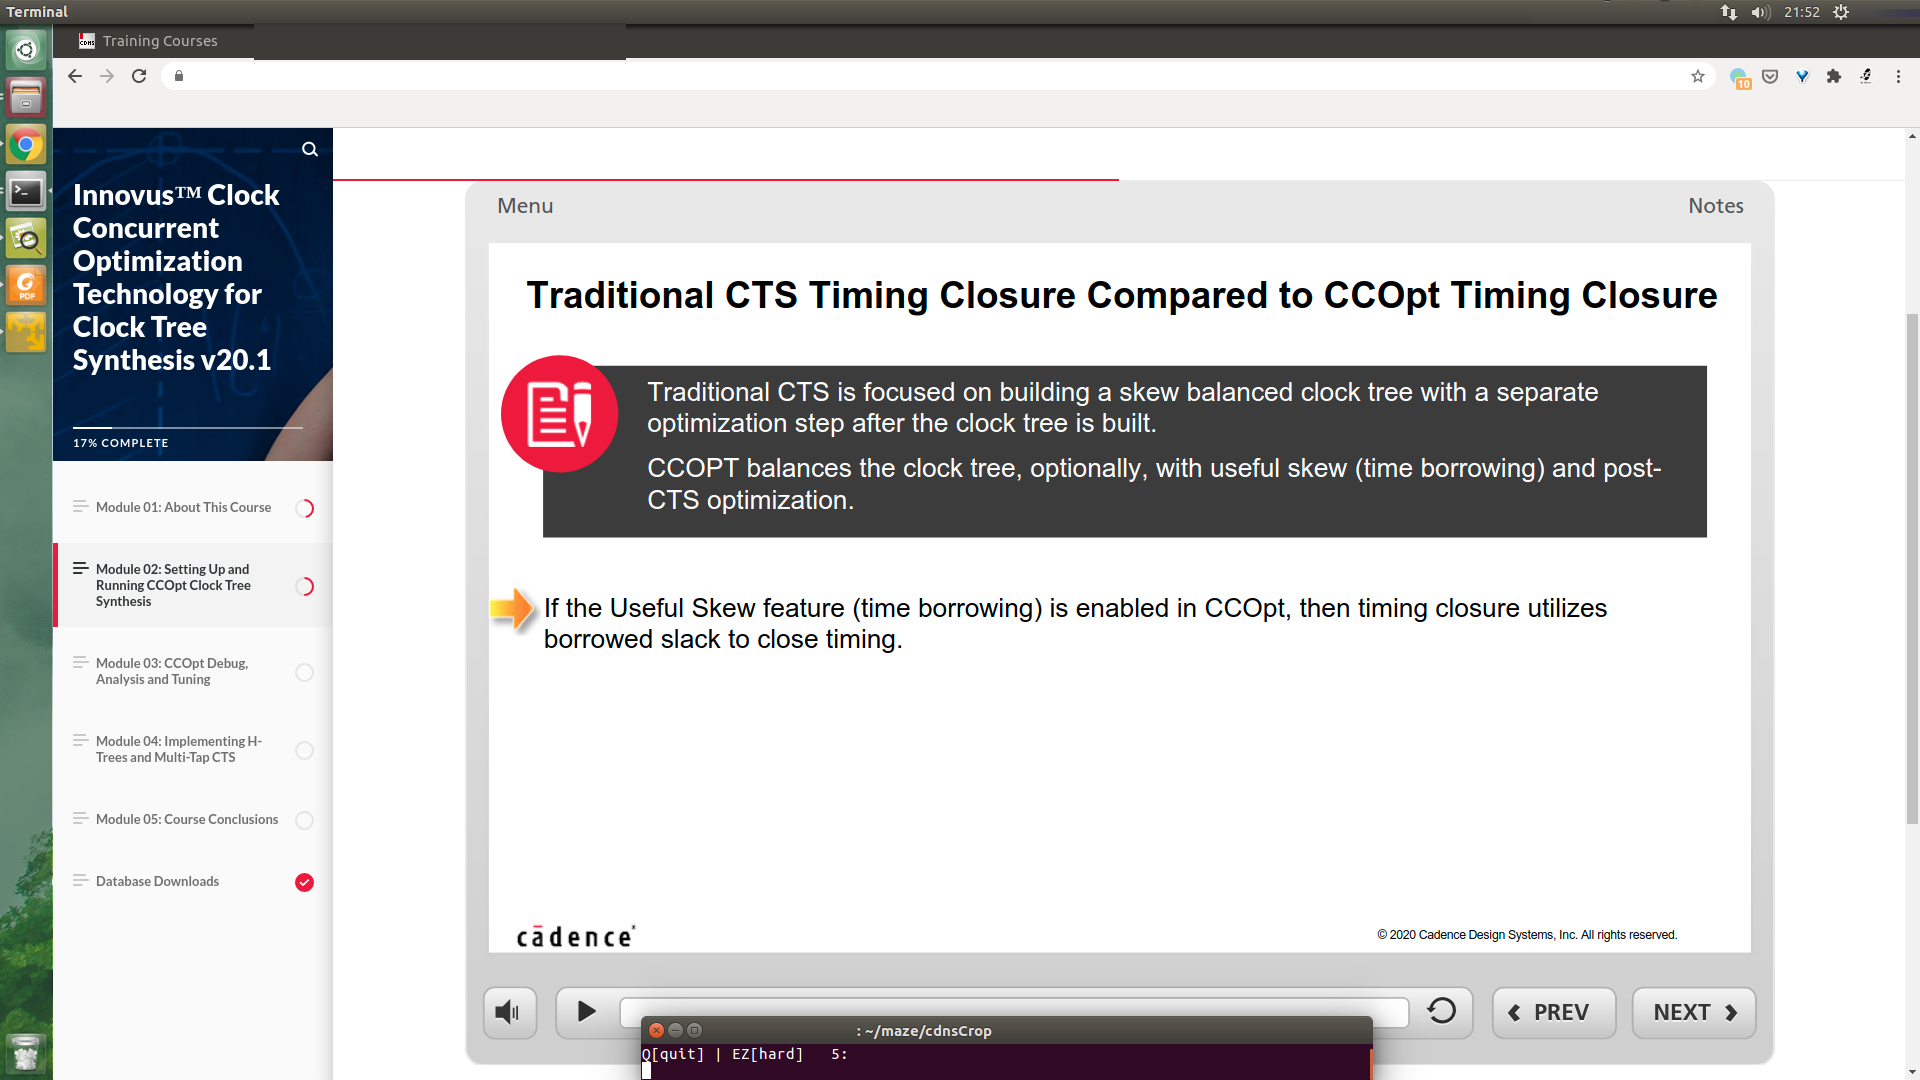 Terminal
21:52
CDNS Training Courses
10
Innovus™ Clock
Concurrent
Optimization
Technology for
Clock Tree
Synthesis v20.1
17% COMPLETE
Module 01: About This Course
Module 02: Setting Up and
Running CCOpt Clock Tree
Synthesis
Module 03: CCOpt Debug,
Analysis and Tuning
Module 04: Implementing H-
Trees and Multi-Tap CTS
Module 05: Course Conclusions
Database Downloads
PDF
Menu
Notes
Traditional CTS Timing Closure Compared to CCOpt Timing Closure
Traditional CTS is focused on building a skew balanced clock tree with a separate
optimization step after the clock tree is built.
CCOPT balances the clock tree, optionally, with useful skew (time borrowing) and post-
CTS optimization.
If the Useful Skew feature (time borrowing) is enabled in CCOpt, then timing closure utilizes
borrowed slack to close timing.
cādence
© 2020 Cadence Design Systems, Inc. All rights reserved.
PREV
NEXT
: ~/maze/cdnsCrop
Q[quit] | EZ[hard]   5: